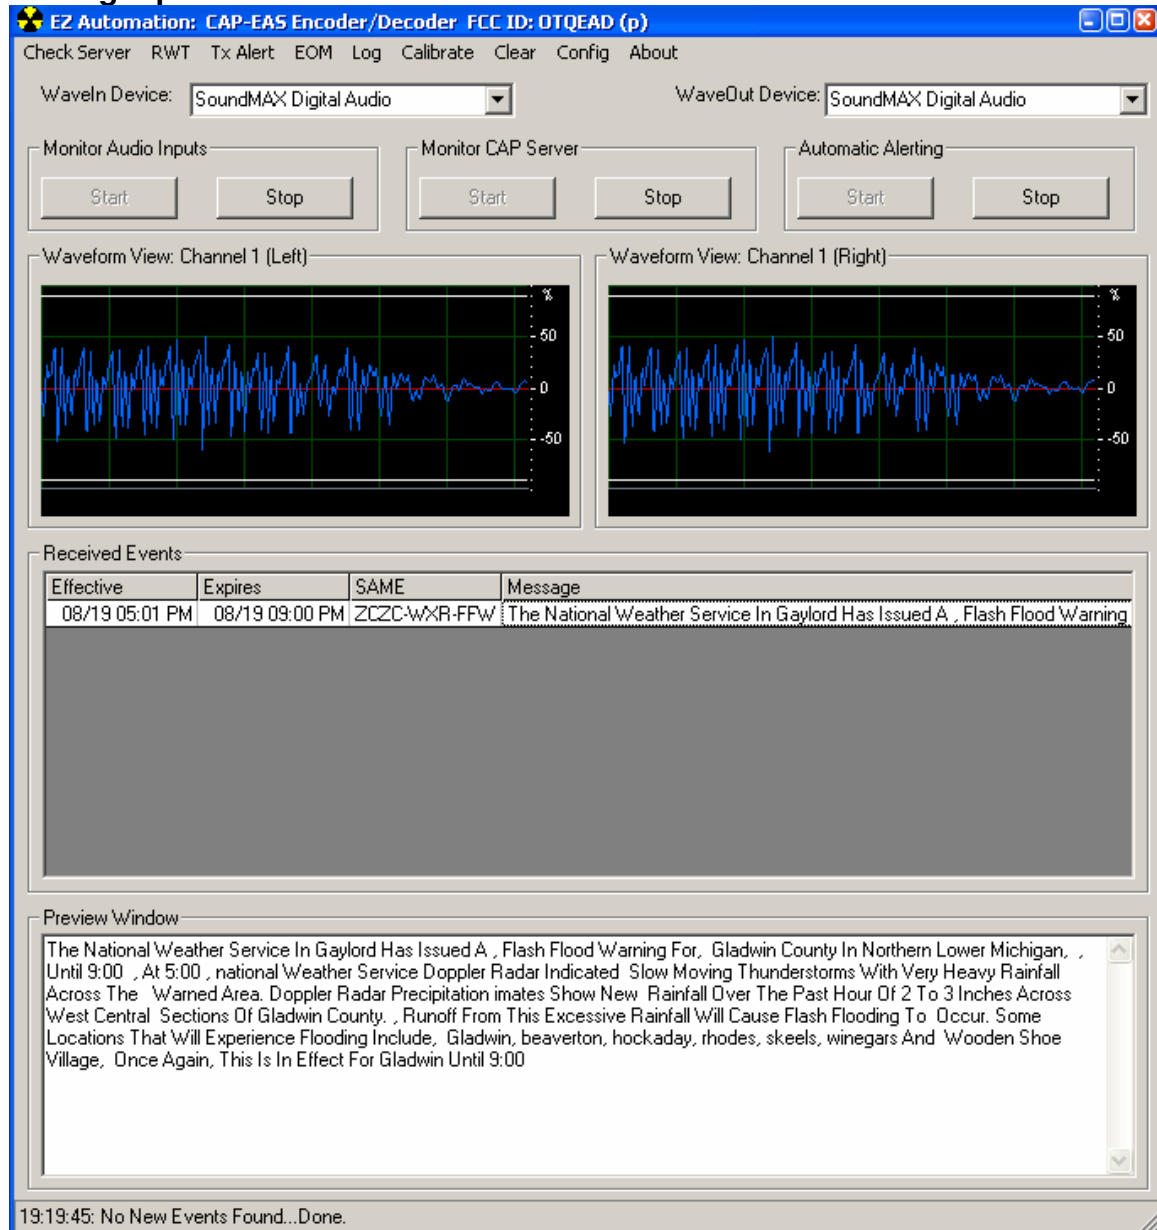 EZ Automation: CAP-EAS Encoder/Decoder FCC ID: OTQEAD (p)
Check Server RWT Tx Alert EOM Log Calibrate Clear Config About
WaveIn Device: SoundMAX Digital Audio WaveOut Device: SoundMAX Digital Audio
Monitor Audio Inputs Monitor CAP Server Automatic Alerting
Start Stop Start Stop Start Stop
Waveform View: Channel 1 (Left) Waveform View: Channel 1 (Right)
% %
50 50
0 0
-50 -50
Received Events
Effective Expires SAME Message
08/19 05:01 PM 08/19 09:00 PM ZCZC-WXR-FFW The National Weather Service In Gaylord Has Issued A , Flash Flood Warning
Preview Window
The National Weather Service In Gaylord Has Issued A , Flash Flood Warning For, Gladwin County In Northern Lower Michigan, ,
Until 9:00 , At 5:00 , national Weather Service Doppler Radar Indicated Slow Moving Thunderstorms With Very Heavy Rainfall
Across The Warned Area. Doppler Radar Precipitation imates Show New Rainfall Over The Past Hour Of 2 To 3 Inches Across
West Central Sections Of Gladwin County. , Runoff From This Excessive Rainfall Will Cause Flash Flooding To Occur. Some
Locations That Will Experience Flooding Include, Gladwin, beaverton, hockaday, rhodes, skeels, winegars And Wooden Shoe
Village, Once Again, This Is In Effect For Gladwin Until 9:00
19:19:45: No New Events Found...Done.